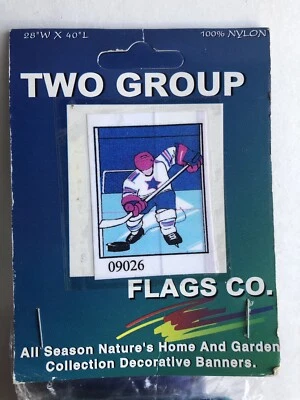 28"W X 40"L 100% NYLON
TWO GROUP
09026
FLAGS CO.
All Season Nature's Home And Garden
Collection Decorative Banners.